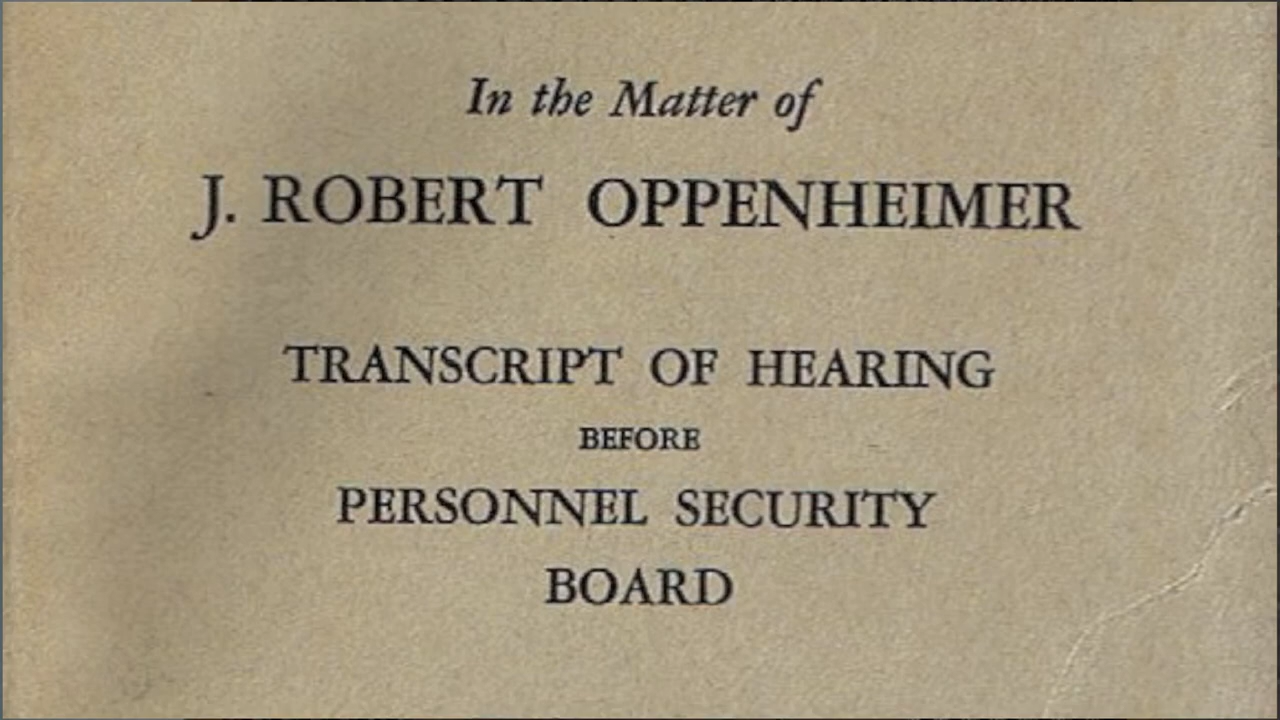 In the Matter of
J. ROBERT OPPENHEIMER
TRANSCRIPT OF HEARING
BEFORE
PERSONNEL SECURITY
BOARD